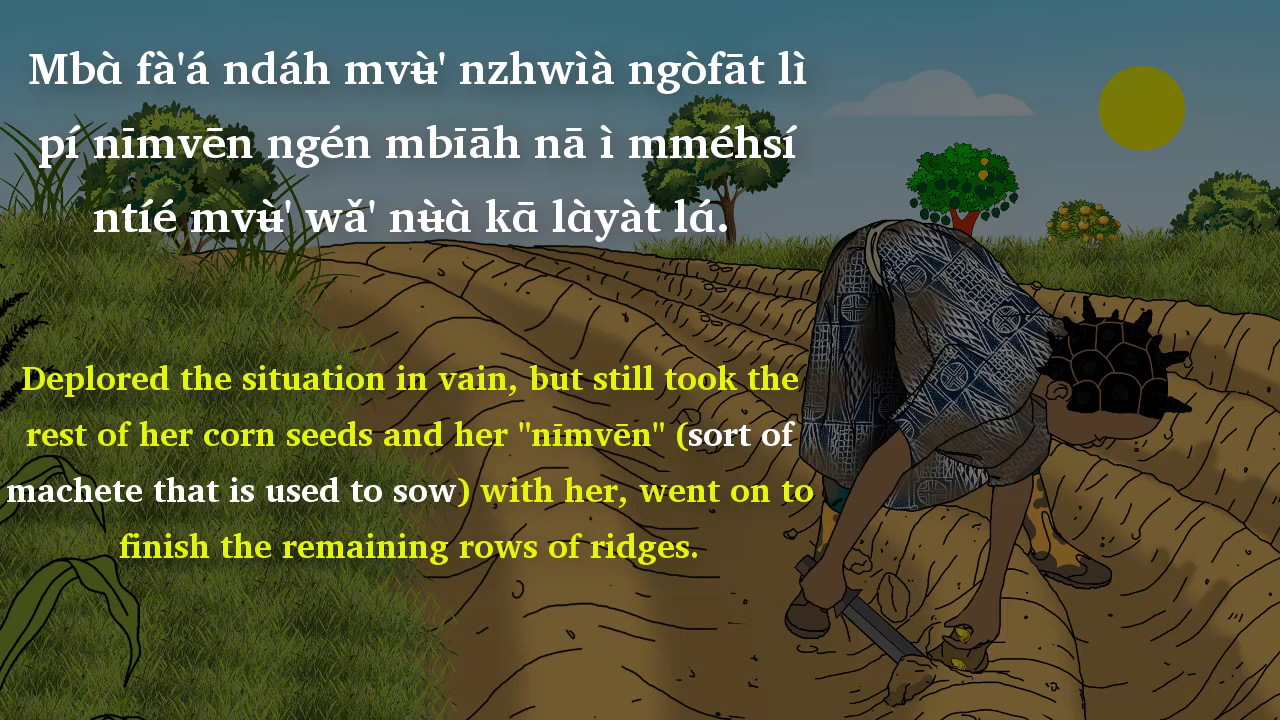 Mbɑ̀ fà'á ndáh mvʉ̀' nzhwìà ngòfāt lì
pí nīmvēn ngén mbīāh nā ì mméhsí
ntíé mvʉ̀' wǎ' nʉ̀à kɑ̄ làyàt lá.
Deplored the situation in vain, but still took the
rest of her corn seeds and her "nīmvēn" (sort of
machete that is used to sow) with her, went on to
finish the remaining rows of ridges.